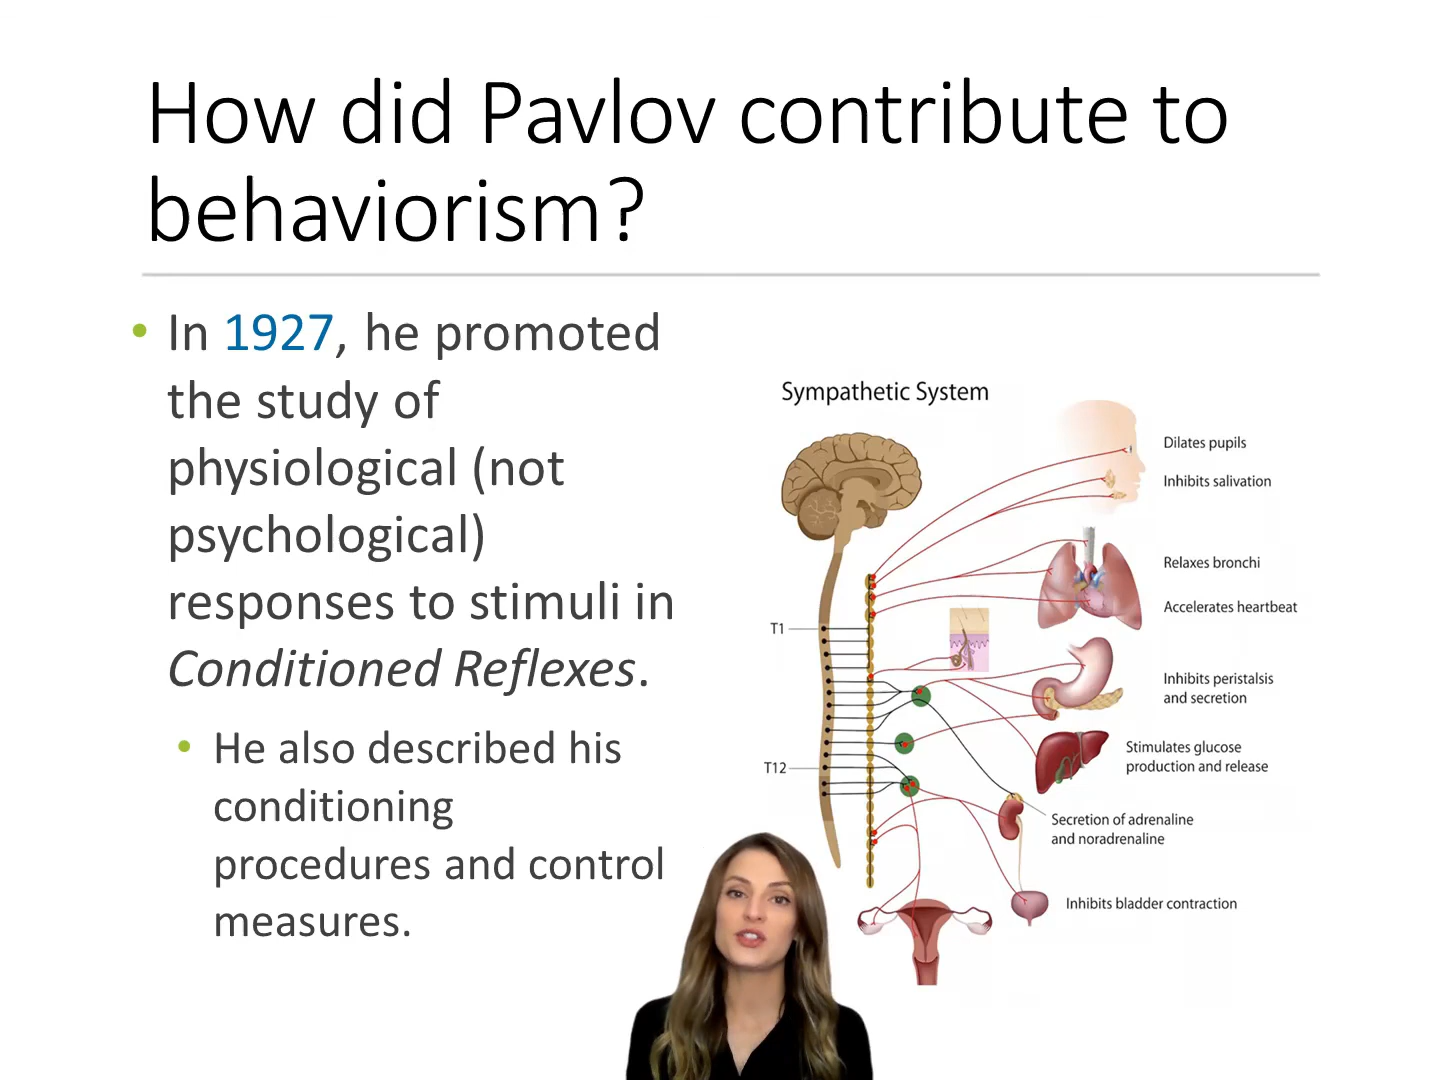 How did Pavlov contribute to
behaviorism?
• In 1927, he promoted
the study of
physiological (not
psychological)
responses to stimuli in
Conditioned Reflexes.
• He also described his
conditioning
procedures and control
measures.
Sympathetic System
Dilates pupils
Inhibits salivation
Relaxes bronchi
Accelerates heartbeat
T1
Inhibits peristalsis
and secretion
Stimulates glucose
production and release
T12
Secretion of adrenaline
and noradrenaline
Inhibits bladder contraction